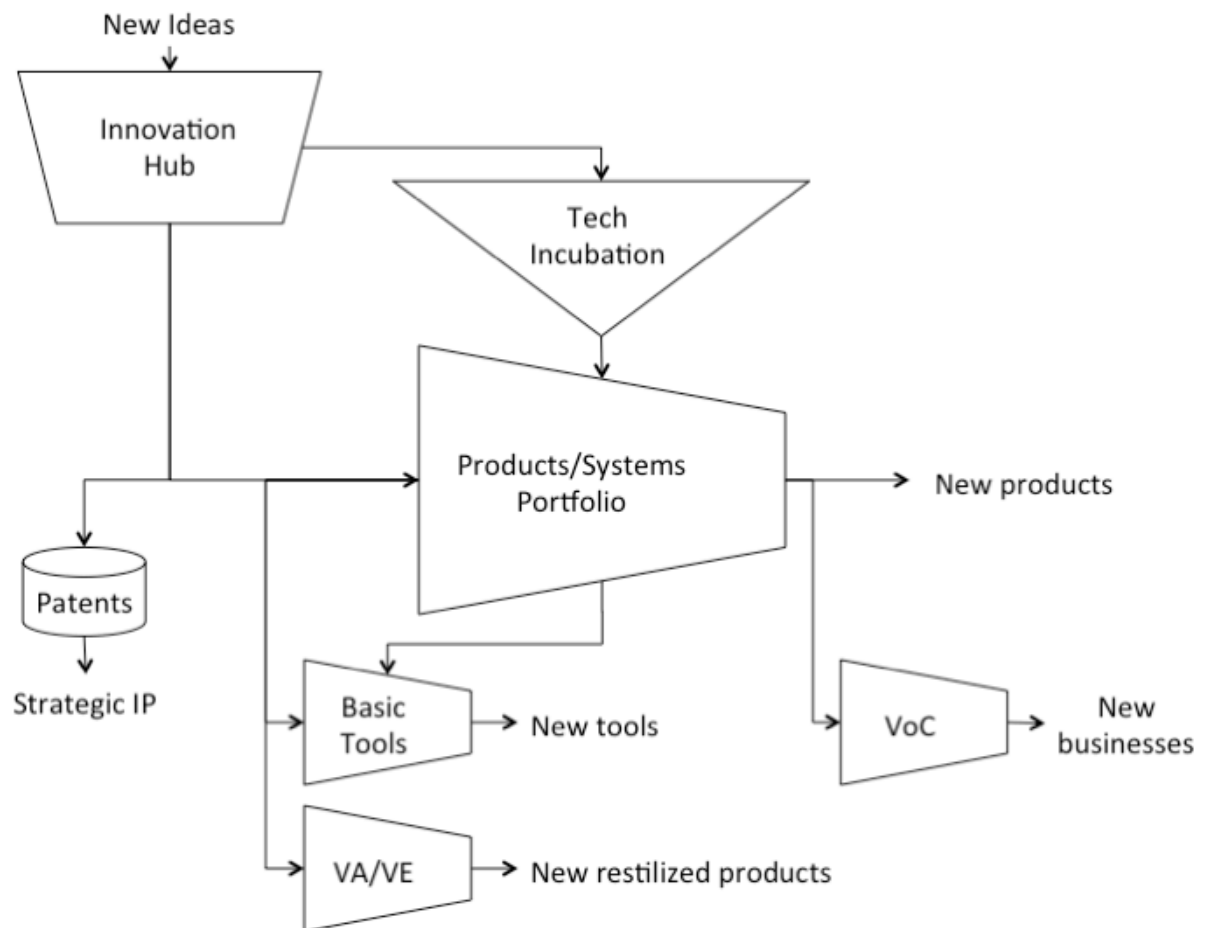 New Ideas
Innovation
Hub
Tech
Incubation
Products/Systems
Portfolio
New products
Patents
Strategic IP
Basic
Tools
New tools
VoC
New
businesses
VA/VE
New restilized products